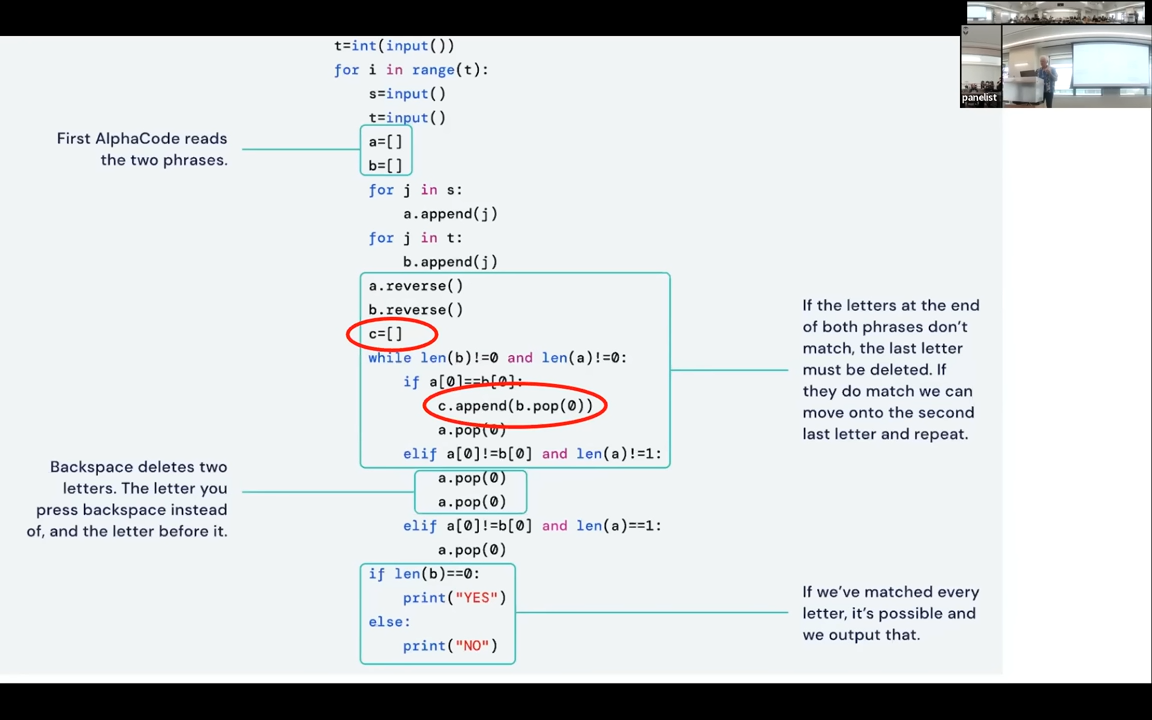 t=int(input())
for i in range(t):
s=input()
t=input()
First AlphaCode reads
the two phrases.
a=[]
b=[]
for j in s:
a.append(j)
for j in t:
b.append(j)
a.reverse()
b.reverse()
c=[]
while len(b)!=0 and len(a)!=0:
if a[0]==b[0]:
c.append(b.pop(0))
a.pop(0)
elif a[0]!=b[0] and len(a)!=1:
If the letters at the end
of both phrases don't
match, the last letter
must be deleted. If
they do match we can
move onto the second
last letter and repeat.
Backspace deletes two
letters. The letter you
press backspace instead
of, and the letter before it.
a.pop(0)
a.pop(0)
elif a[0]!=b[0] and len(a)==1:
a.pop(0)
if len(b)==0:
print("YES")
else:
print("NO")
If we've matched every
letter, it's possible and
we output that.
panelist